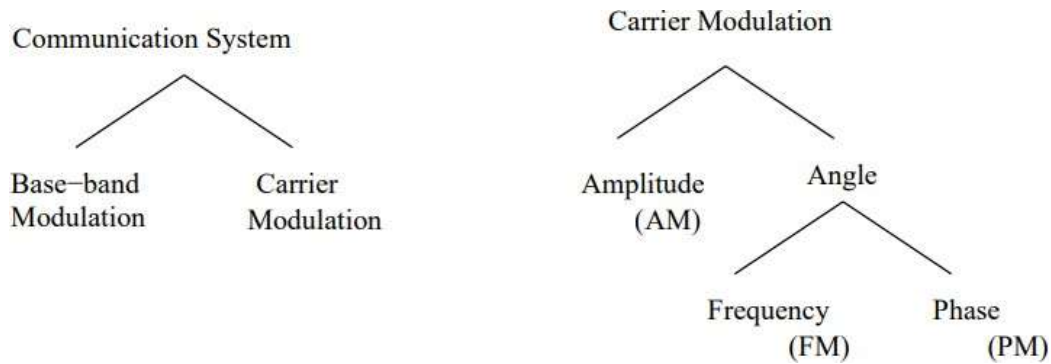 Communication System
Base−band
Modulation
Carrier
Modulation
Carrier Modulation
Amplitude
(AM)
Angle
Frequency
(FM)
Phase
(PM)